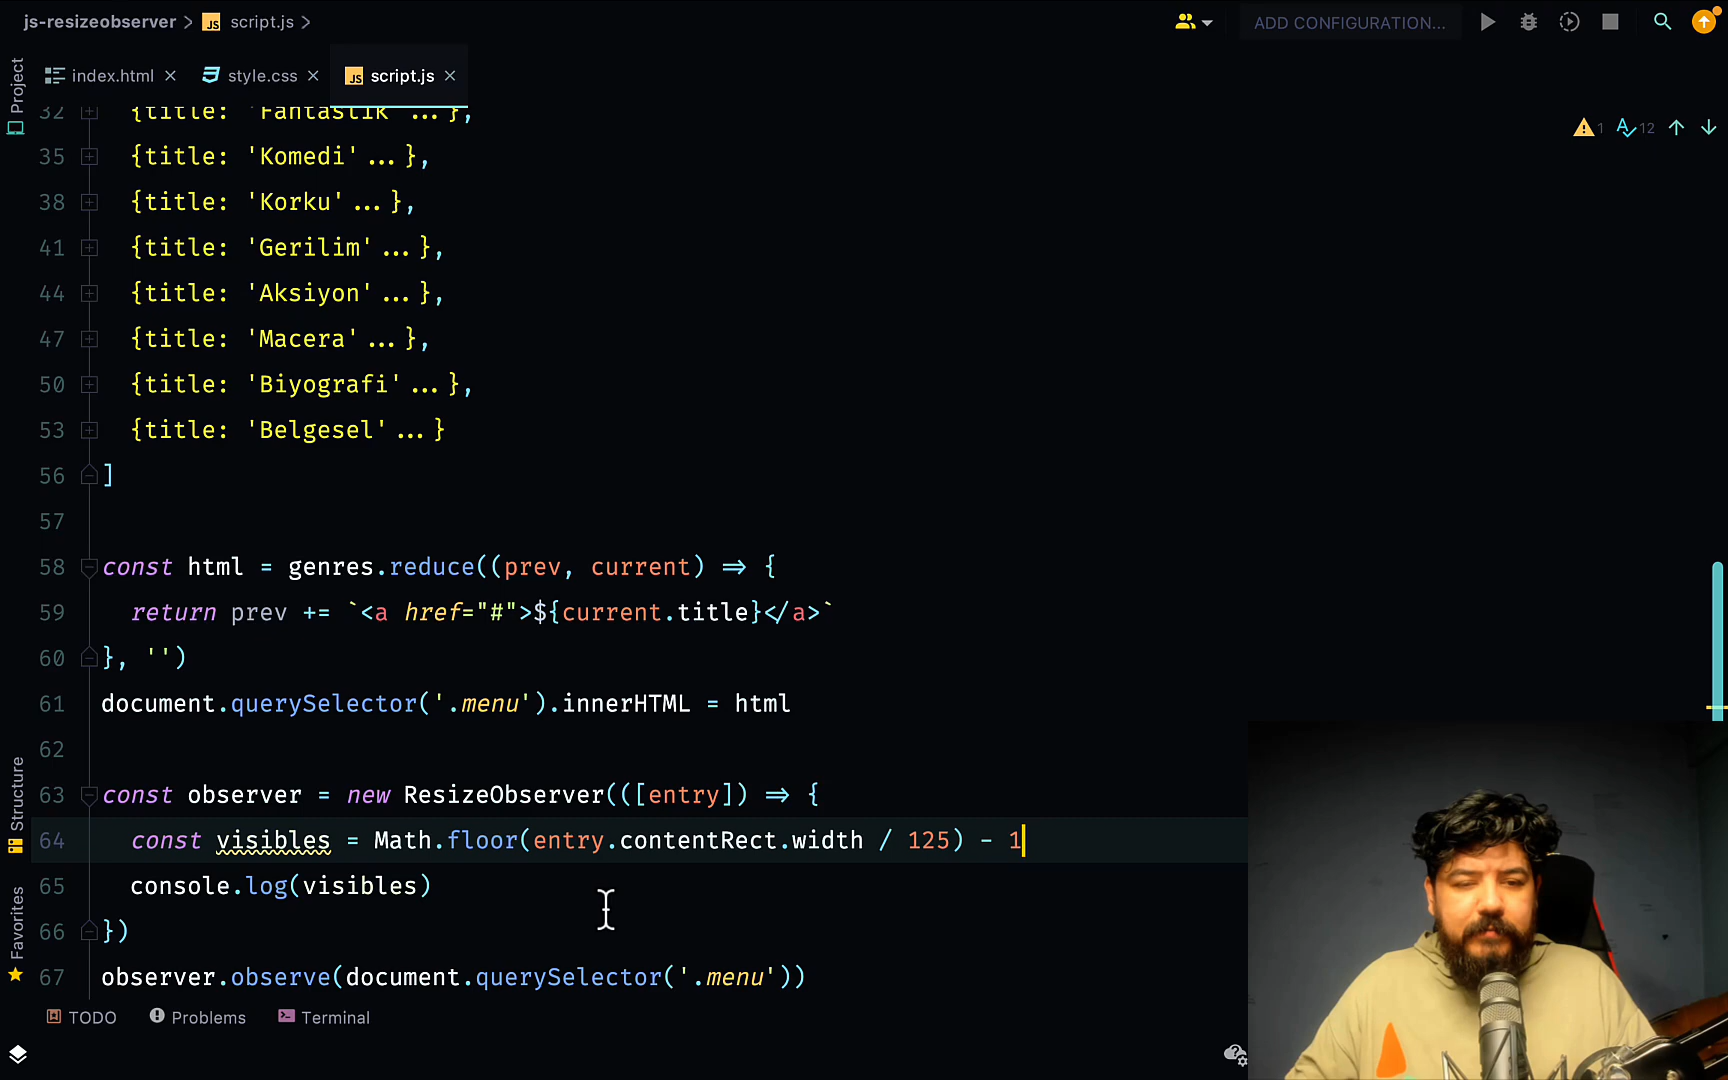 js-resizeobserver > JS script.js >
ADD CONFIGURATION...
Project
index.html ×
style.css ×
JS script.js ×
1 12
32 {title: 'Fantastik' ...},
35 {title: 'Komedi' ...},
38 {title: 'Korku' ...},
41 {title: 'Gerilim' ...},
44 {title: 'Aksiyon' ...},
47 {title: 'Macera' ...},
50 {title: 'Biyografi' ...},
53 {title: 'Belgesel' ...}
56 ]
57
58 const html = genres.reduce((prev, current) => {
59 return prev += `<a href="#">${current.title}</a>`
60 }, '')
61 document.querySelector('.menu').innerHTML = html
62
63 const observer = new ResizeObserver(([entry]) => {
64 const visibles = Math.floor(entry.contentRect.width / 125) - 1
65 console.log(visibles)
66 })
67 observer.observe(document.querySelector('.menu'))
Structure
Favorites
TODO
Problems
Terminal